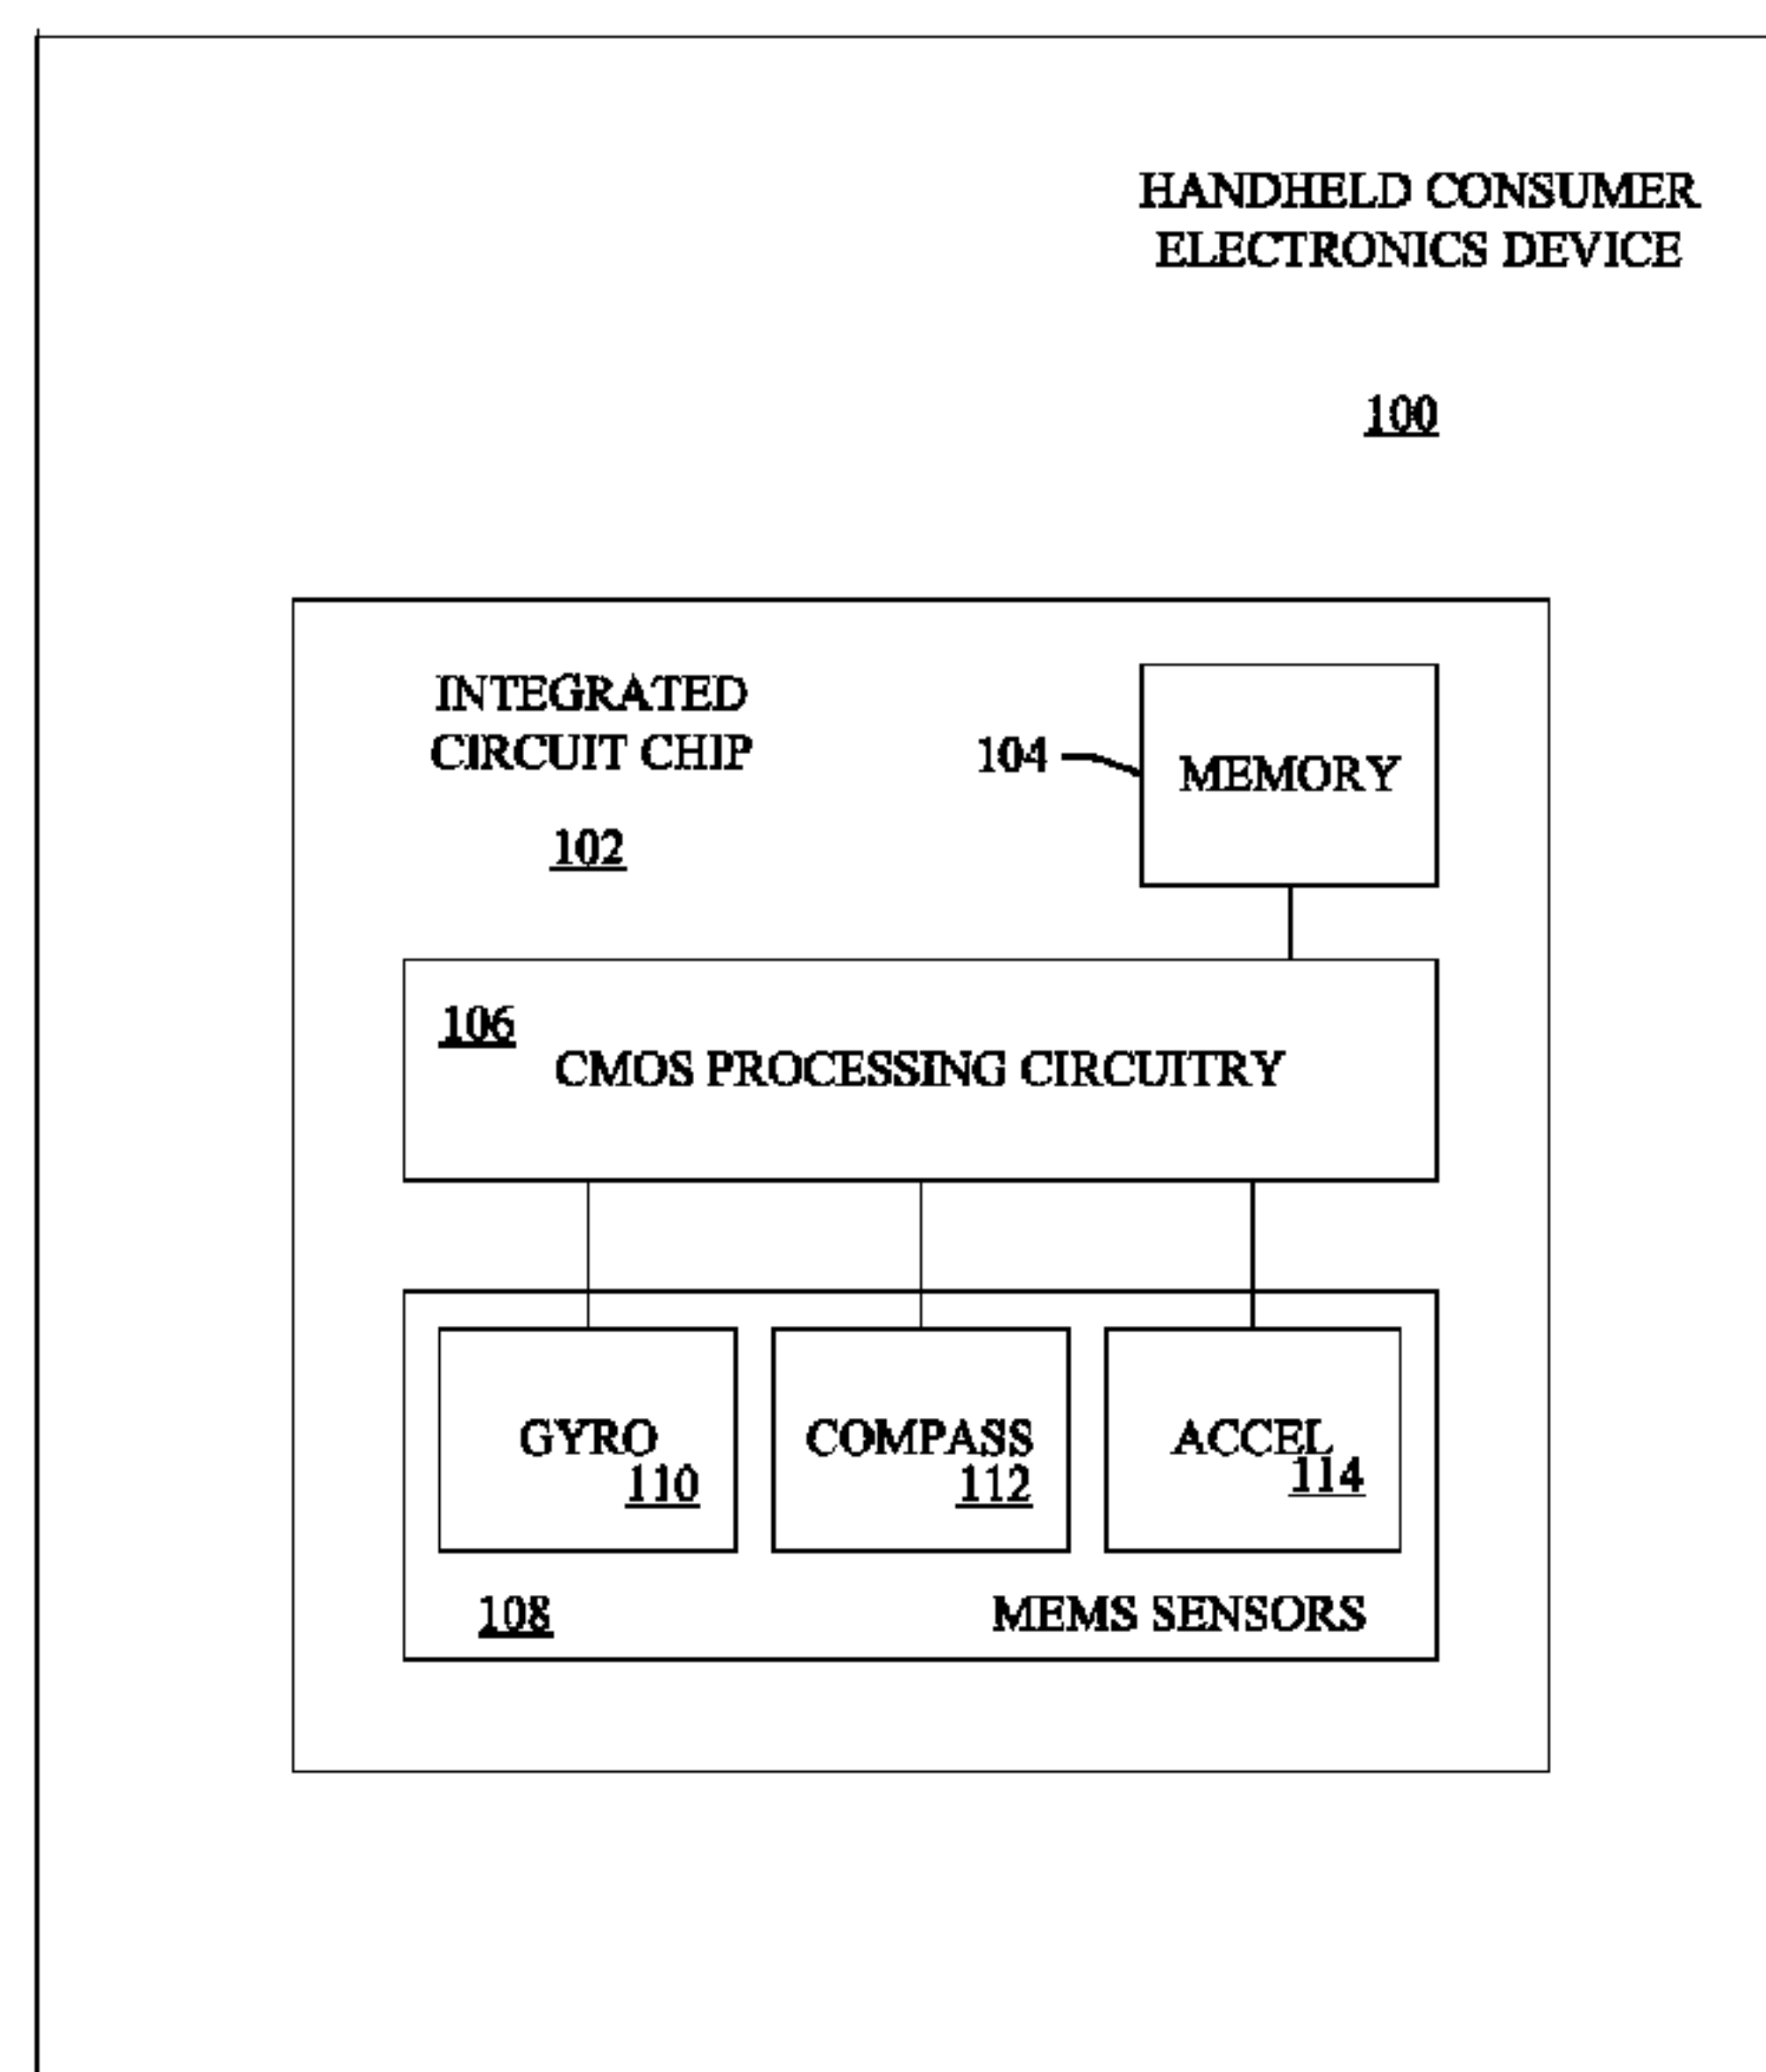 HANDHELD CONSUMER
ELECTRONICS DEVICE
100
INTEGRATED
CIRCUIT CHIP
102
104
MEMORY
106
CMOS PROCESSING CIRCUITRY
GYRO
110
COMPASS
112
ACCEL
114
108
MEMS SENSORS